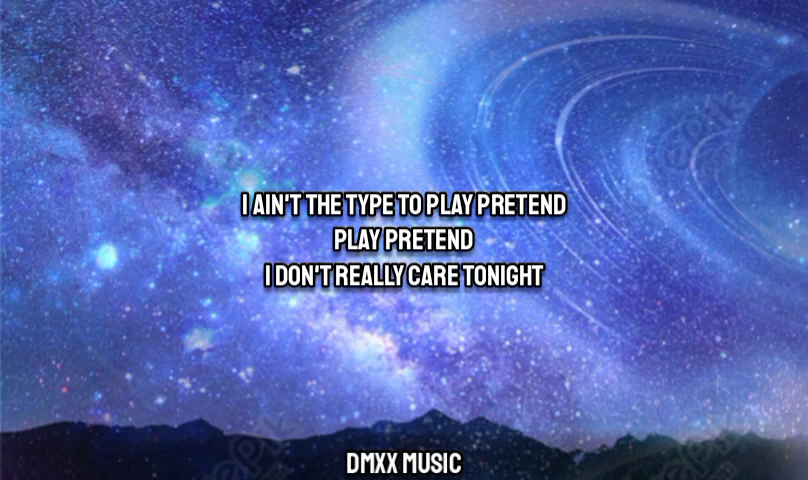 I AIN'T THE TYPE TO PLAY PRETEND
PLAY PRETEND
I DON'T REALLY CARE TONIGHT
DMXX MUSIC